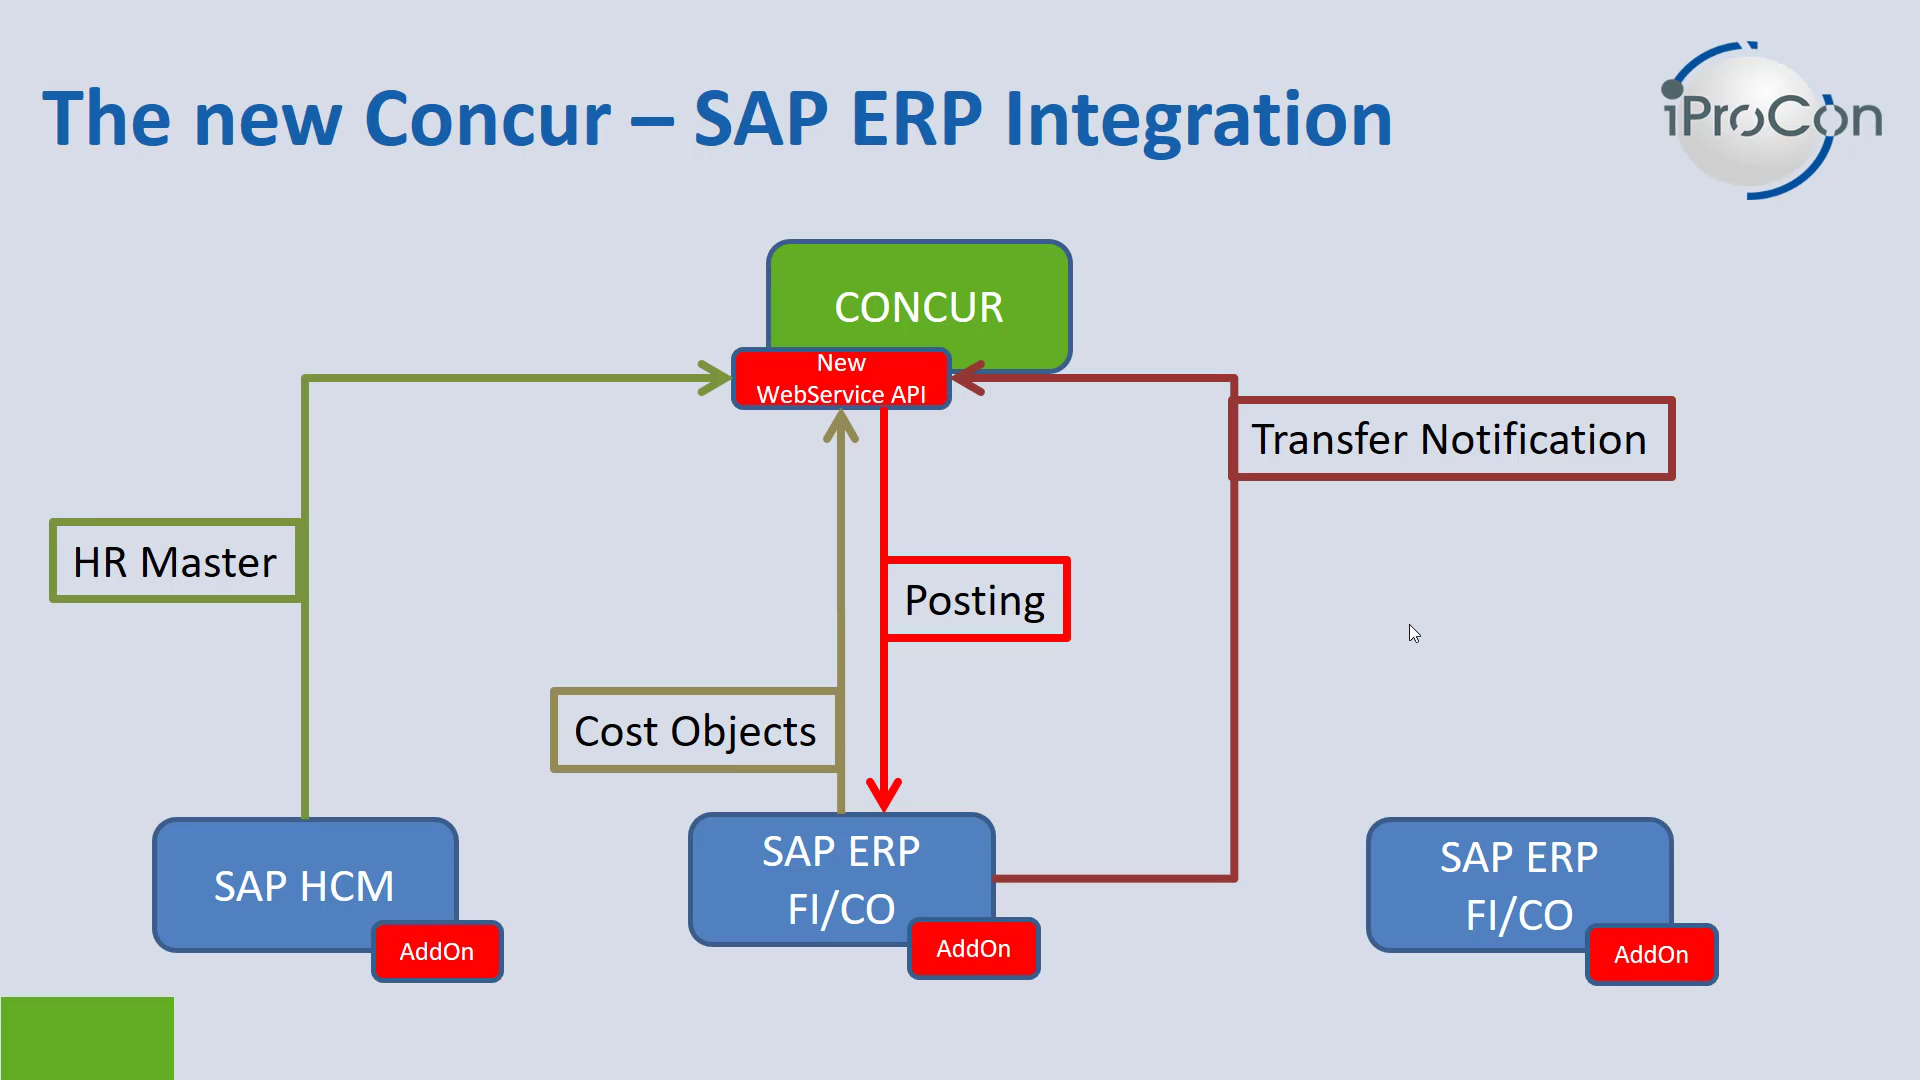 The new Concur – SAP ERP Integration
iProCon
CONCUR
New
WebService API
Transfer Notification
HR Master
Posting
Cost Objects
SAP HCM
AddOn
SAP ERP
FI/CO
AddOn
SAP ERP
FI/CO
AddOn